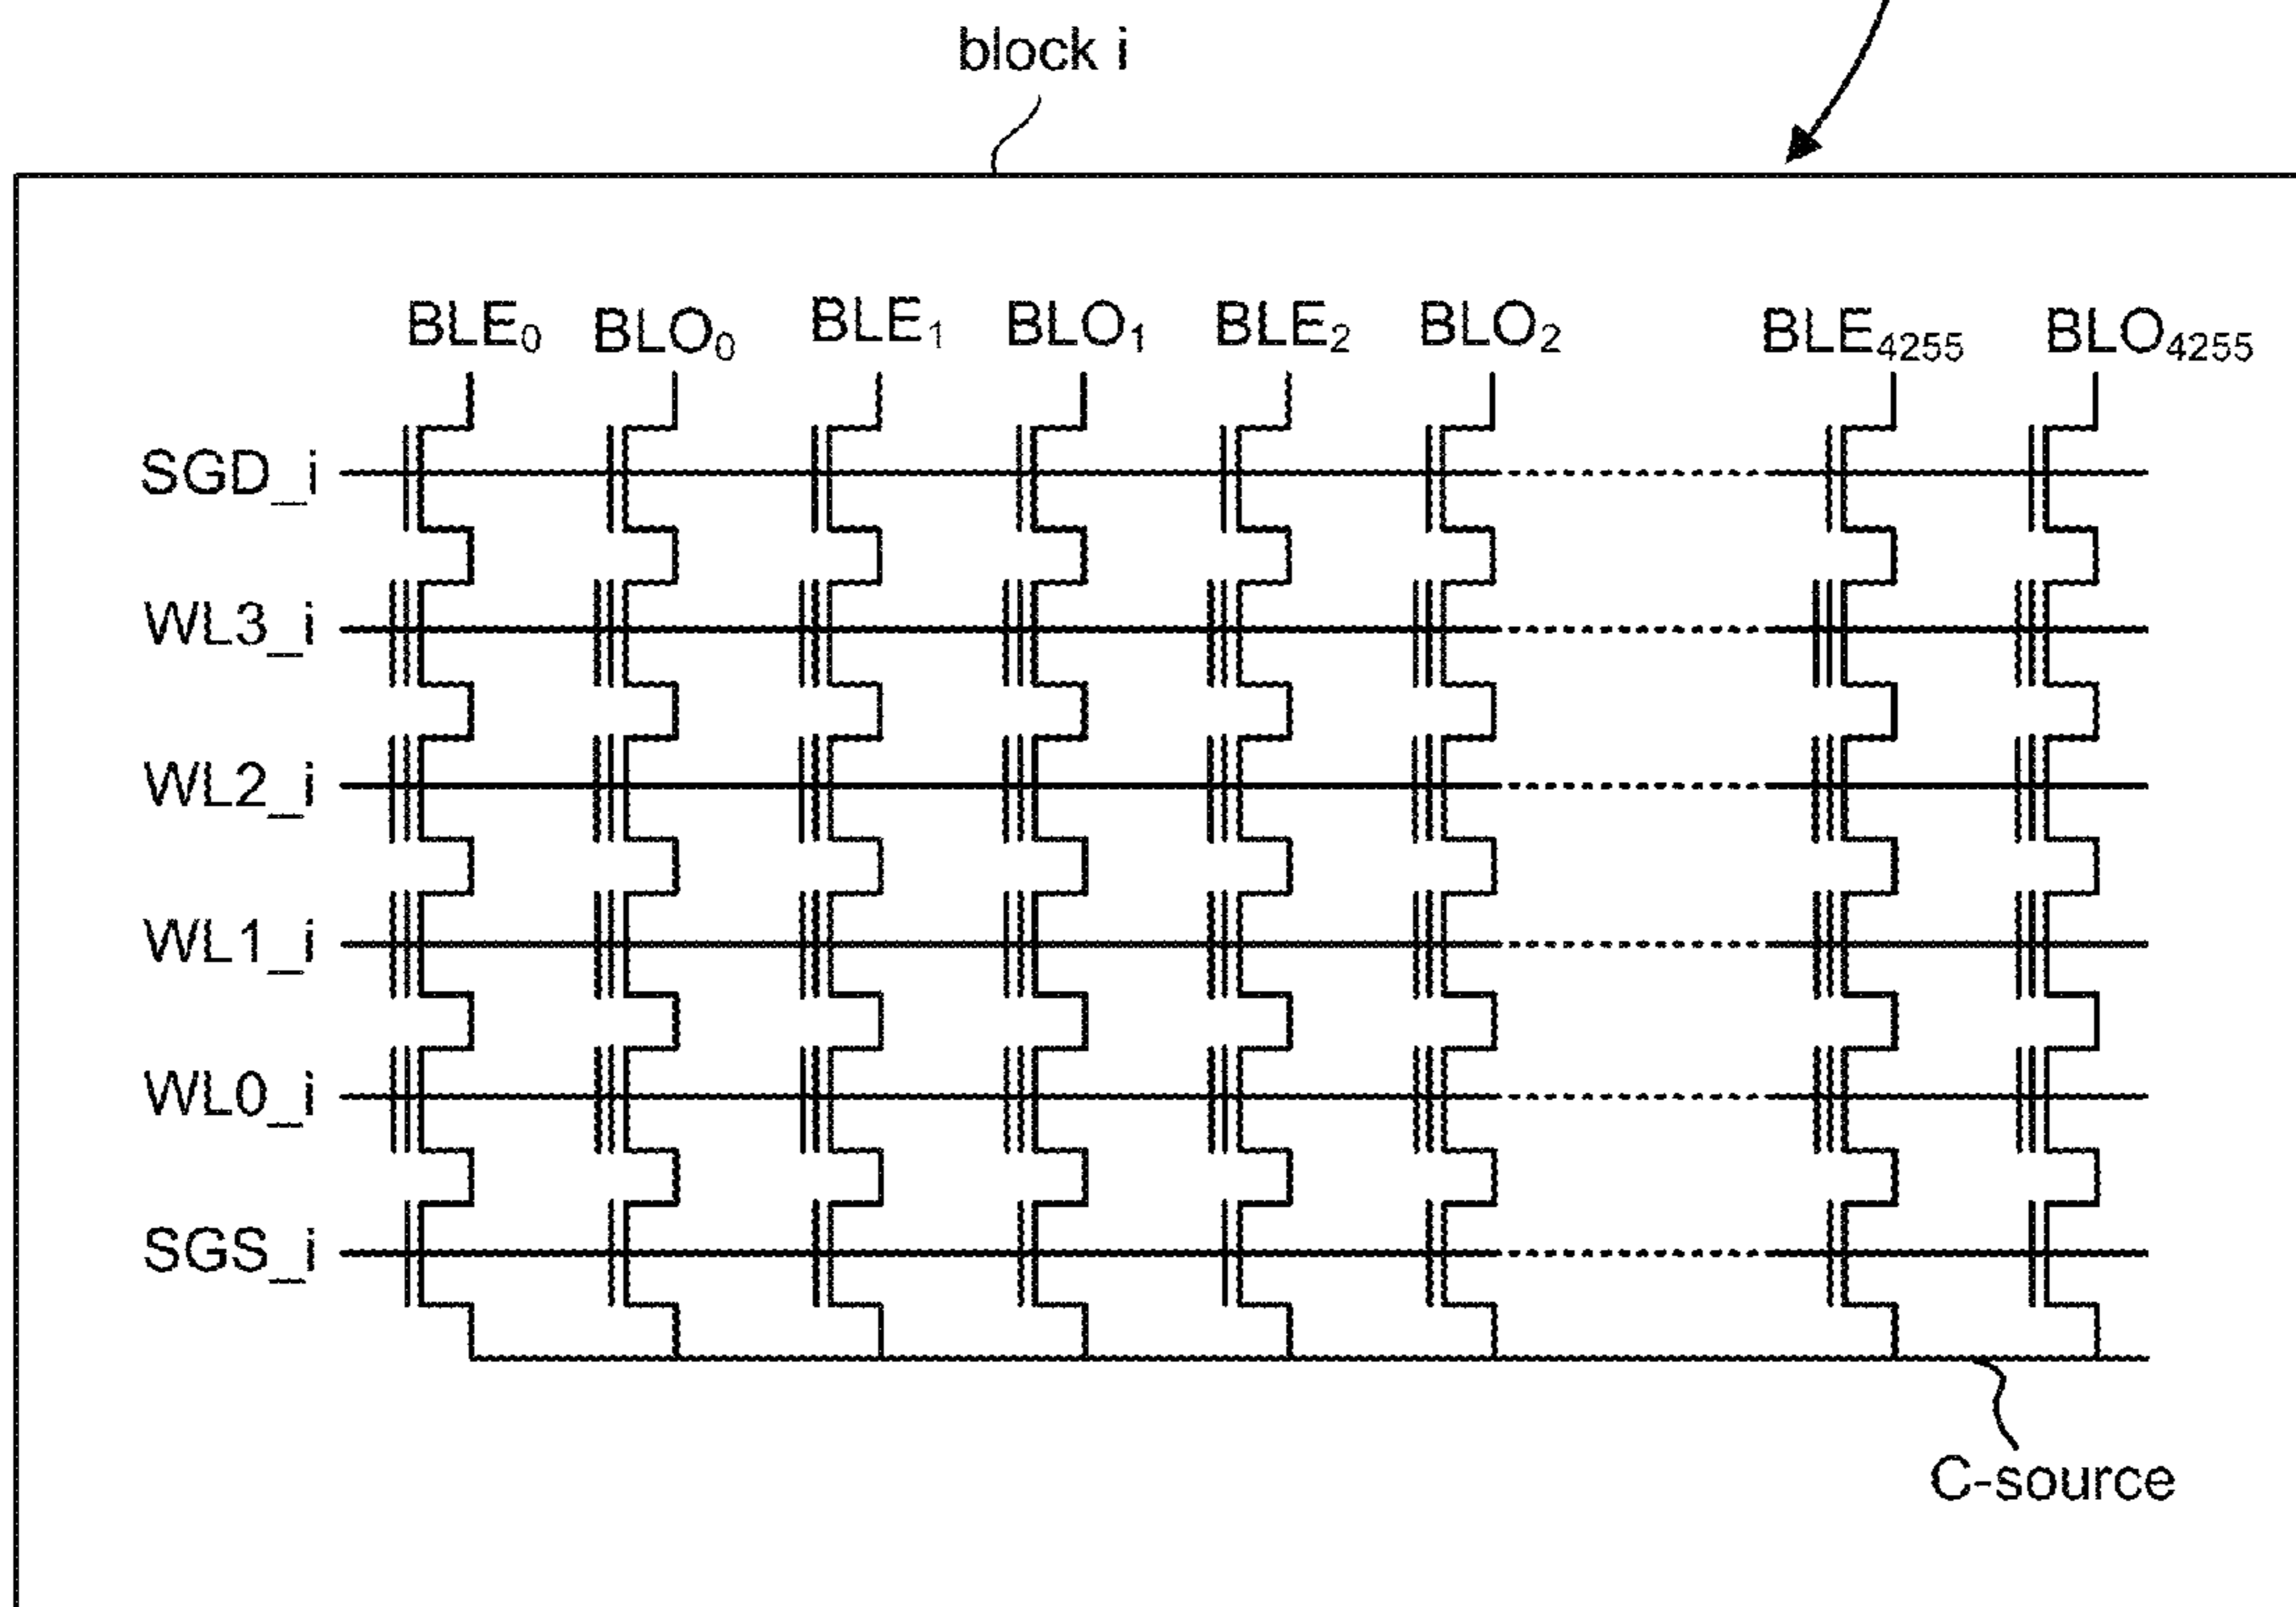 block i
BLE₀ BLO₀ BLE₁ BLO₁ BLE₂ BLO₂ BLE₄₂₅₅ BLO₄₂₅₅
SGD_i
WL3_i
WL2_i
WL1_i
WL0_i
SGS_i
C-source